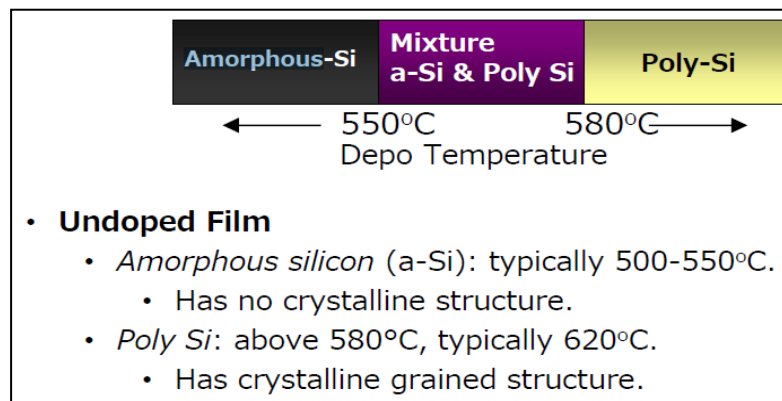 Amorphous-Si
Mixture
a-Si & Poly Si
Poly-Si
550°C
580°C
Depo Temperature
• Undoped Film
• Amorphous silicon (a-Si): typically 500-550°C.
• Has no crystalline structure.
• Poly Si: above 580°C, typically 620°C.
• Has crystalline grained structure.